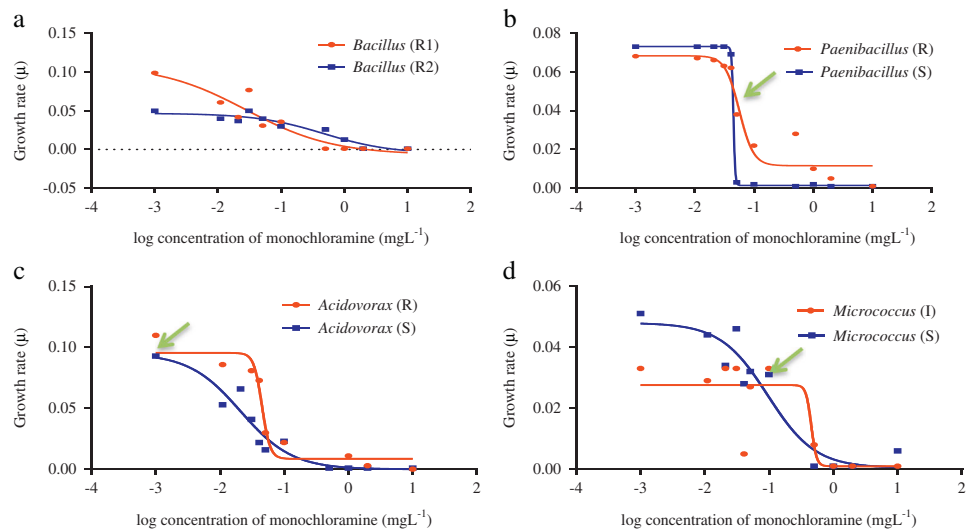 a
0.15
0.10
0.05
0.00
-0.05
Growth rate (μ)
Bacillus (R1)
Bacillus (R2)
-4 -3 -2 -1 0 1 2
log concentration of monochloramine (mgL-1)
b
0.08
0.06
0.04
0.02
0.00
Growth rate (μ)
Paenibacillus (R)
Paenibacillus (S)
-4 -3 -2 -1 0 1 2
log concentration of monochloramine (mgL-1)
c
0.15
0.10
0.05
0.00
Growth rate (μ)
Acidovorax (R)
Acidovorax (S)
-4 -3 -2 -1 0 1 2
log concentration of monochloramine (mgL-1)
d
0.06
0.04
0.02
0.00
Growth rate (μ)
Micrococcus (I)
Micrococcus (S)
-4 -3 -2 -1 0 1 2
log concentration of monochloramine (mgL-1)